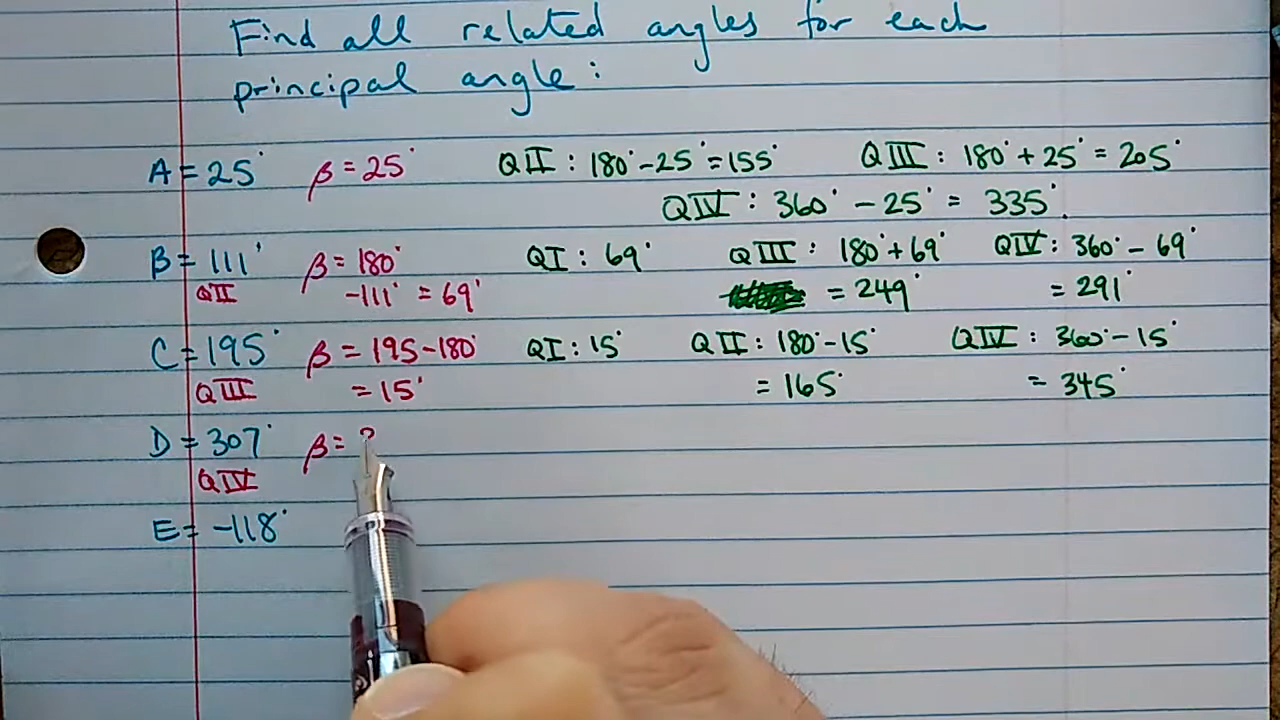 Find all related angles for each
principal angle:
A = 25° β = 25° QII: 180° - 25° = 155° QIII: 180° + 25° = 205°
QIV: 360° - 25° = 335°.
B = 111° β = 180° QI: 69° QIII: 180° + 69° QIV: 360° - 69°
QII -111° = 69° = 249° = 291°
C = 195° β = 195 - 180° QI: 15° QII: 180° - 15° QIV: 360° - 15°
QIII = 15° = 165° = 345°
D = 307° β =
QIV
E = -118°